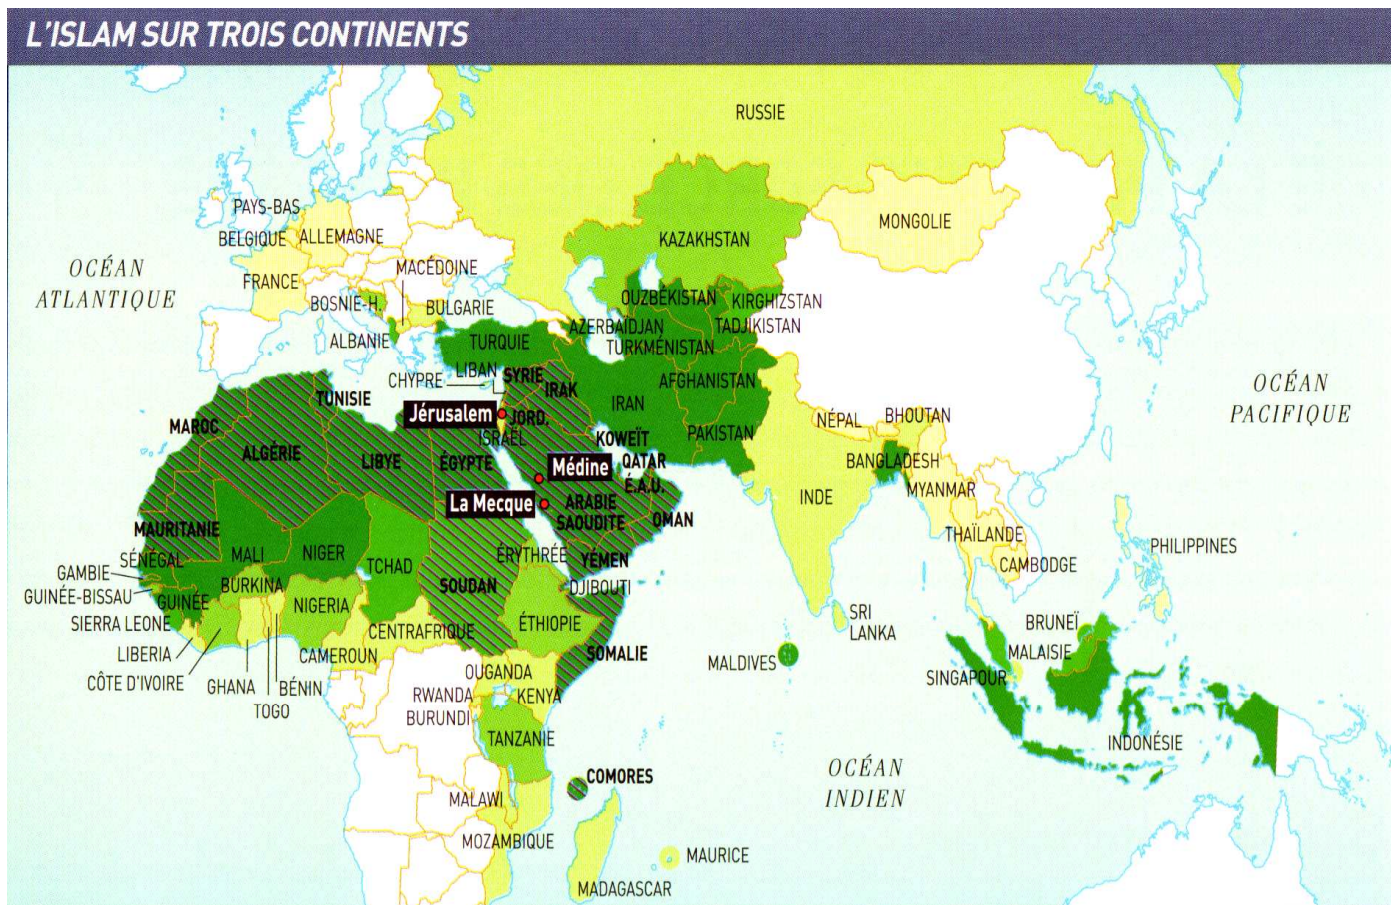 L'ISLAM SUR TROIS CONTINENTS
RUSSIE
PAYS-BAS
BELGIQUE
ALLEMAGNE
KAZAKHSTAN
MONGOLIE
OCÉAN
ATLANTIQUE
FRANCE
MACÉDOINE
BOSNIE-H.
BULGARIE
OUZBÉKISTAN
KIRGHIZSTAN
AZERBAÏDJAN
TADJIKISTAN
ALBANIE
TURQUIE
TURKMÉNISTAN
CHYPRE
LIBAN
SYRIE
IRAK
AFGHANISTAN
OCÉAN
PACIFIQUE
TUNISIE
MAROC
Jérusalem
JORD.
IRAN
ISRAËL
KOWEÏT
PAKISTAN
NÉPAL
BHOUTAN
ALGÉRIE
LIBYE
ÉGYPTE
Médine
QATAR
É.A.U.
BANGLADESH
MYANMAR
INDE
La Mecque
ARABIE
SAOUDITE
OMAN
MAURITANIE
THAÏLANDE
PHILIPPINES
SÉNÉGAL
MALI
NIGER
TCHAD
ÉRYTHRÉE
YÉMEN
CAMBODGE
GAMBIE
BURKINA
SOUDAN
DJIBOUTI
GUINÉE-BISSAU
GUINÉE
NIGERIA
SIERRA LEONE
CENTRAFRIQUE
ÉTHIOPIE
SRI
LANKA
BRUNEÏ
LIBERIA
CAMEROUN
SOMALIE
MALDIVES
MALAISIE
CÔTE D'IVOIRE
GHANA
BÉNIN
TOGO
OUGANDA
RWANDA
KENYA
BURUNDI
SINGAPOUR
TANZANIE
INDONÉSIE
COMORES
OCÉAN
INDIEN
MALAWI
MOZAMBIQUE
MAURICE
MADAGASCAR